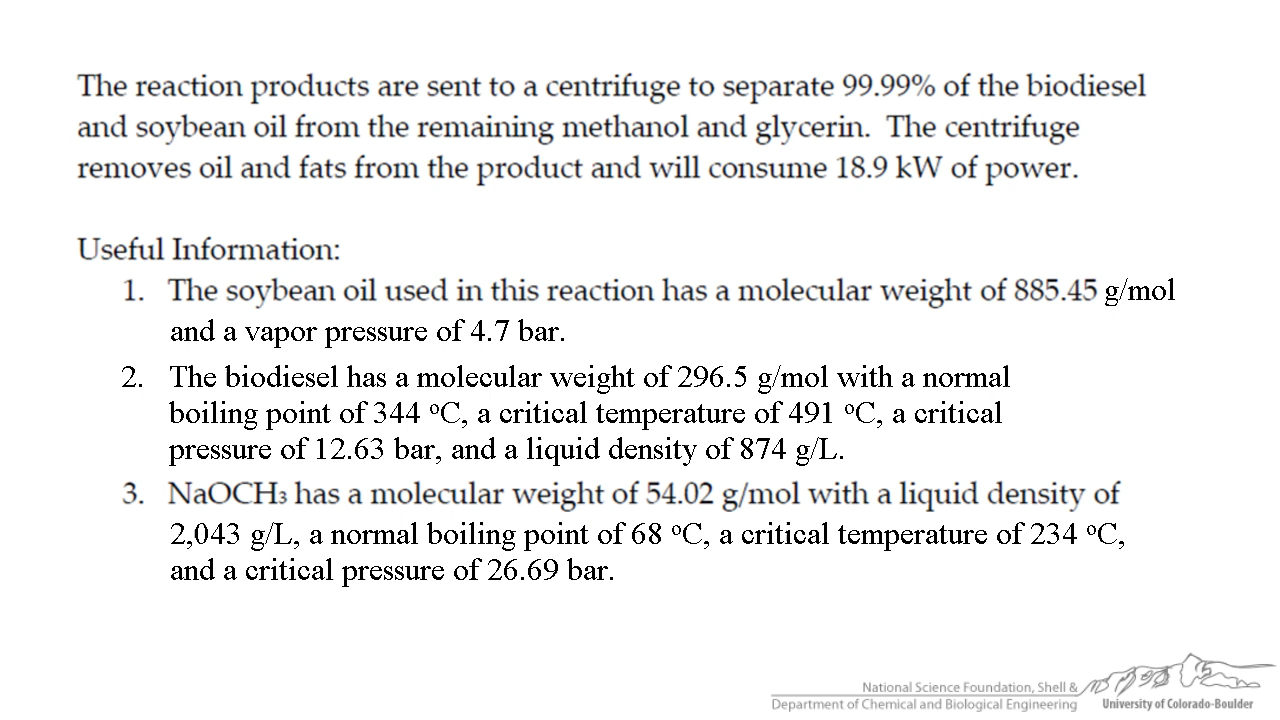 The reaction products are sent to a centrifuge to separate 99.99% of the biodiesel
and soybean oil from the remaining methanol and glycerin.  The centrifuge
removes oil and fats from the product and will consume 18.9 kW of power.
Useful Information:
1. The soybean oil used in this reaction has a molecular weight of 885.45 g/mol
and a vapor pressure of 4.7 bar.
2. The biodiesel has a molecular weight of 296.5 g/mol with a normal
boiling point of 344 °C, a critical temperature of 491 °C, a critical
pressure of 12.63 bar, and a liquid density of 874 g/L.
3. NaOCH₃ has a molecular weight of 54.02 g/mol with a liquid density of
2,043 g/L, a normal boiling point of 68 °C, a critical temperature of 234 °C,
and a critical pressure of 26.69 bar.
National Science Foundation, Shell &
Department of Chemical and Biological Engineering
University of Colorado-Boulder